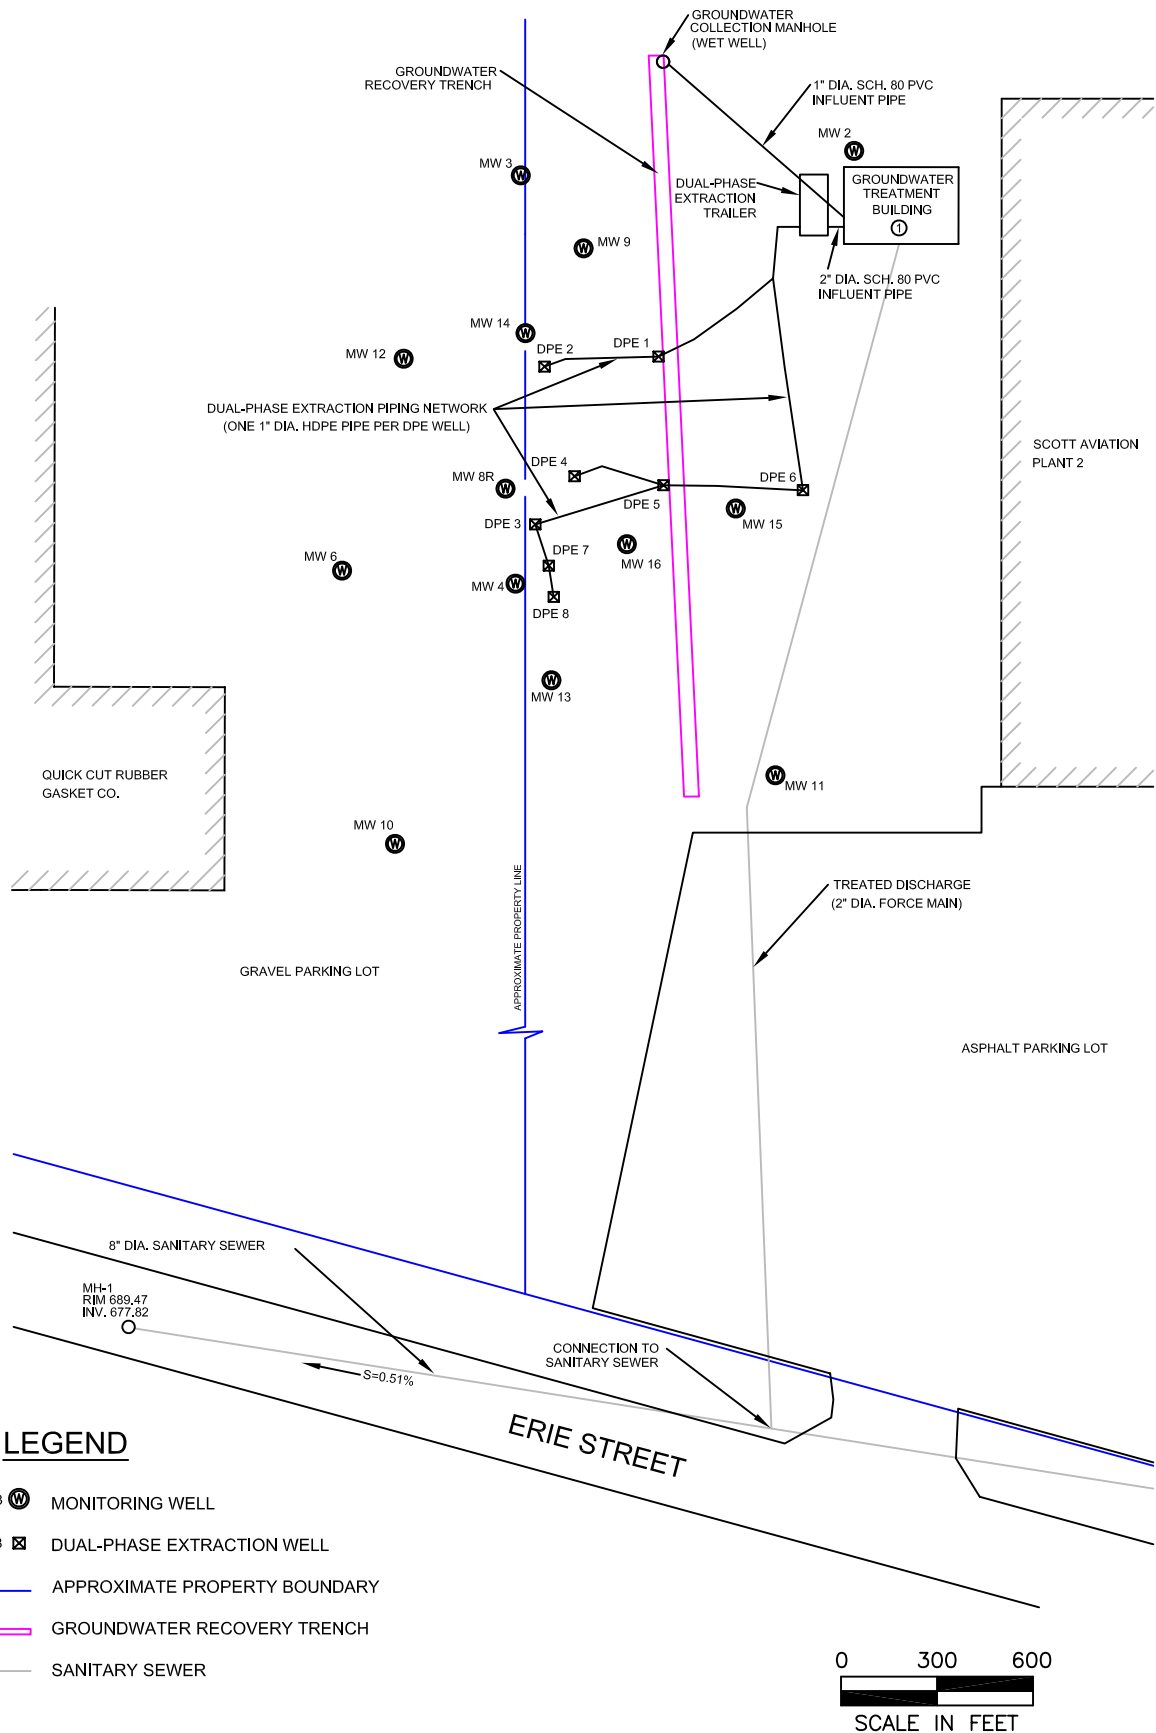 GROUNDWATER
COLLECTION MANHOLE
(WET WELL)
GROUNDWATER
RECOVERY TRENCH
1" DIA. SCH. 80 PVC
INFLUENT PIPE
MW 2
MW 3
DUAL-PHASE
EXTRACTION
TRAILER
GROUNDWATER
TREATMENT
BUILDING
1
MW 9
2" DIA. SCH. 80 PVC
INFLUENT PIPE
MW 14
MW 12
DPE 2
DPE 1
DUAL-PHASE EXTRACTION PIPING NETWORK
(ONE 1" DIA. HDPE PIPE PER DPE WELL)
SCOTT AVIATION
PLANT 2
MW 8R
DPE 4
DPE 6
DPE 5
DPE 3
MW 15
MW 6
DPE 7
MW 16
MW 4
DPE 8
MW 13
QUICK CUT RUBBER
GASKET CO.
MW 11
MW 10
APPROXIMATE PROPERTY LINE
TREATED DISCHARGE
(2" DIA. FORCE MAIN)
GRAVEL PARKING LOT
ASPHALT PARKING LOT
8" DIA. SANITARY SEWER
MH-1
RIM 689.47
INV. 677.82
CONNECTION TO
SANITARY SEWER
S=0.51%
ERIE STREET
LEGEND
W MONITORING WELL
DUAL-PHASE EXTRACTION WELL
APPROXIMATE PROPERTY BOUNDARY
GROUNDWATER RECOVERY TRENCH
SANITARY SEWER
0 300 600
SCALE IN FEET